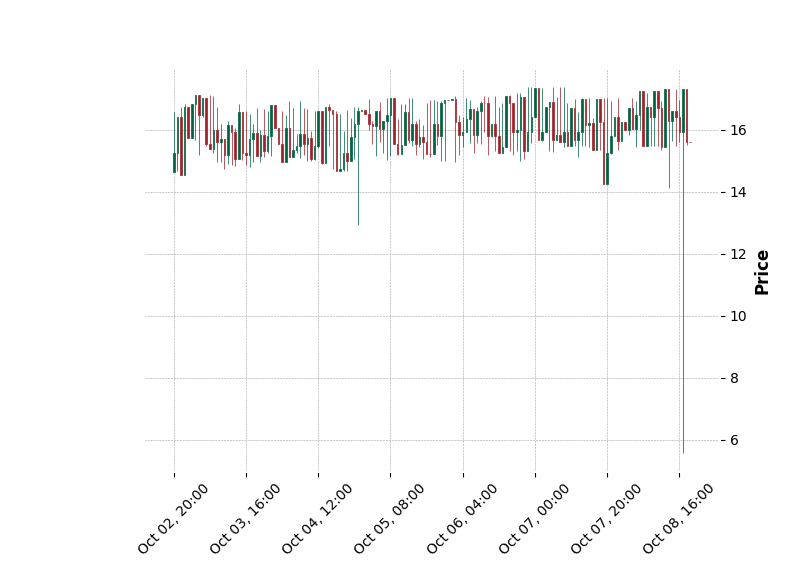 16
14
12
10
8
6
Price
Oct 02, 20:00
Oct 03, 16:00
Oct 04, 12:00
Oct 05, 08:00
Oct 06, 04:00
Oct 07, 00:00
Oct 07, 20:00
Oct 08, 16:00